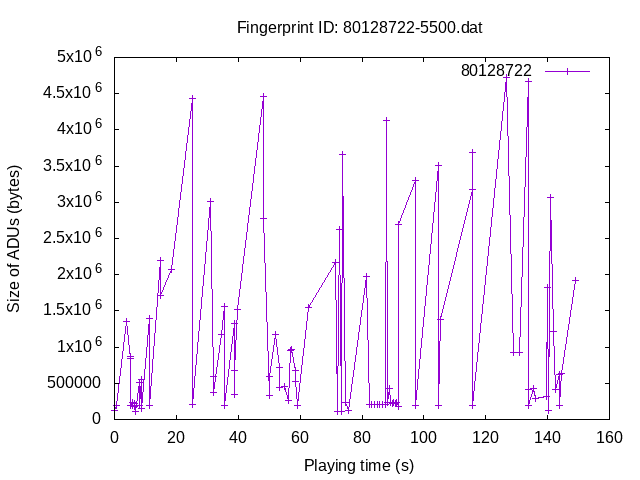 Fingerprint ID: 80128722-5500.dat
5x10^6
80128722
4.5x10^6
4x10^6
3.5x10^6
3x10^6
2.5x10^6
2x10^6
1.5x10^6
1x10^6
500000
0
Size of ADUs (bytes)
0 20 40 60 80 100 120 140 160
Playing time (s)